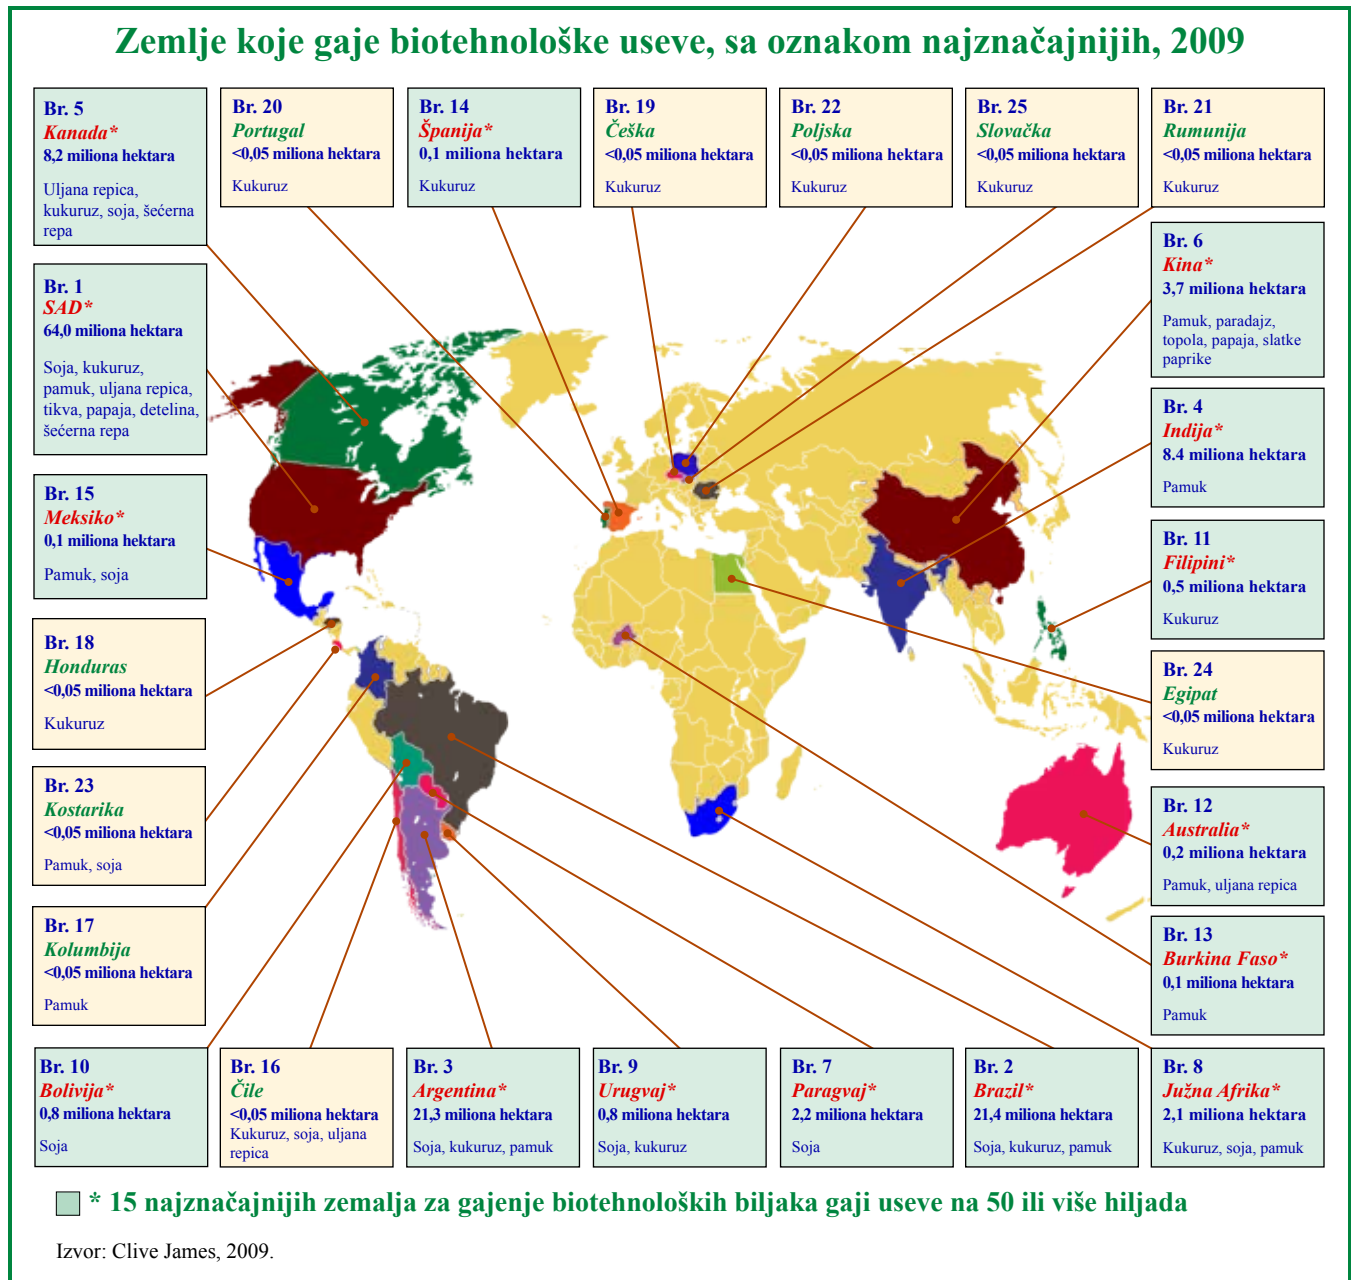 Zemlje koje gaje biotehnološke useve, sa oznakom najznačajnijih, 2009
Br. 5
Kanada*
8,2 miliona hektara
Uljana repica,
kukuruz, soja, šećerna
repa
Br. 20
Portugal
<0,05 miliona hektara
Kukuruz
Br. 14
Španija*
0,1 miliona hektara
Kukuruz
Br. 19
Češka
<0,05 miliona hektara
Kukuruz
Br. 22
Poljska
<0,05 miliona hektara
Kukuruz
Br. 25
Slovačka
<0,05 miliona hektara
Kukuruz
Br. 21
Rumunija
<0,05 miliona hektara
Kukuruz
Br. 1
SAD*
64,0 miliona hektara
Soja, kukuruz,
pamuk, uljana repica,
tikva, papaja, detelina,
šećerna repa
Br. 15
Meksiko*
0,1 miliona hektara
Pamuk, soja
Br. 18
Honduras
<0,05 miliona hektara
Kukuruz
Br. 23
Kostarika
<0,05 miliona hektara
Pamuk, soja
Br. 17
Kolumbija
<0,05 miliona hektara
Pamuk
Br. 6
Kina*
3,7 miliona hektara
Pamuk, paradajz,
topola, papaja, slatke
paprike
Br. 4
Indija*
8.4 miliona hektara
Pamuk
Br. 11
Filipini*
0,5 miliona hektara
Kukuruz
Br. 24
Egipat
<0,05 miliona hektara
Kukuruz
Br. 12
Australia*
0,2 miliona hektara
Pamuk, uljana repica
Br. 13
Burkina Faso*
0,1 miliona hektara
Pamuk
Br. 10
Bolivija*
0,8 miliona hektara
Soja
Br. 16
Čile
<0,05 miliona hektara
Kukuruz, soja, uljana
repica
Br. 3
Argentina*
21,3 miliona hektara
Soja, kukuruz, pamuk
Br. 9
Urugvaj*
0,8 miliona hektara
Soja, kukuruz
Br. 7
Paragvaj*
2,2 miliona hektara
Soja
Br. 2
Brazil*
21,4 miliona hektara
Soja, kukuruz, pamuk
Br. 8
Južna Afrika*
2,1 miliona hektara
Kukuruz, soja, pamuk
* 15 najznačajnijih zemalja za gajenje biotehnoloških biljaka gaji useve na 50 ili više hiljada
Izvor: Clive James, 2009.